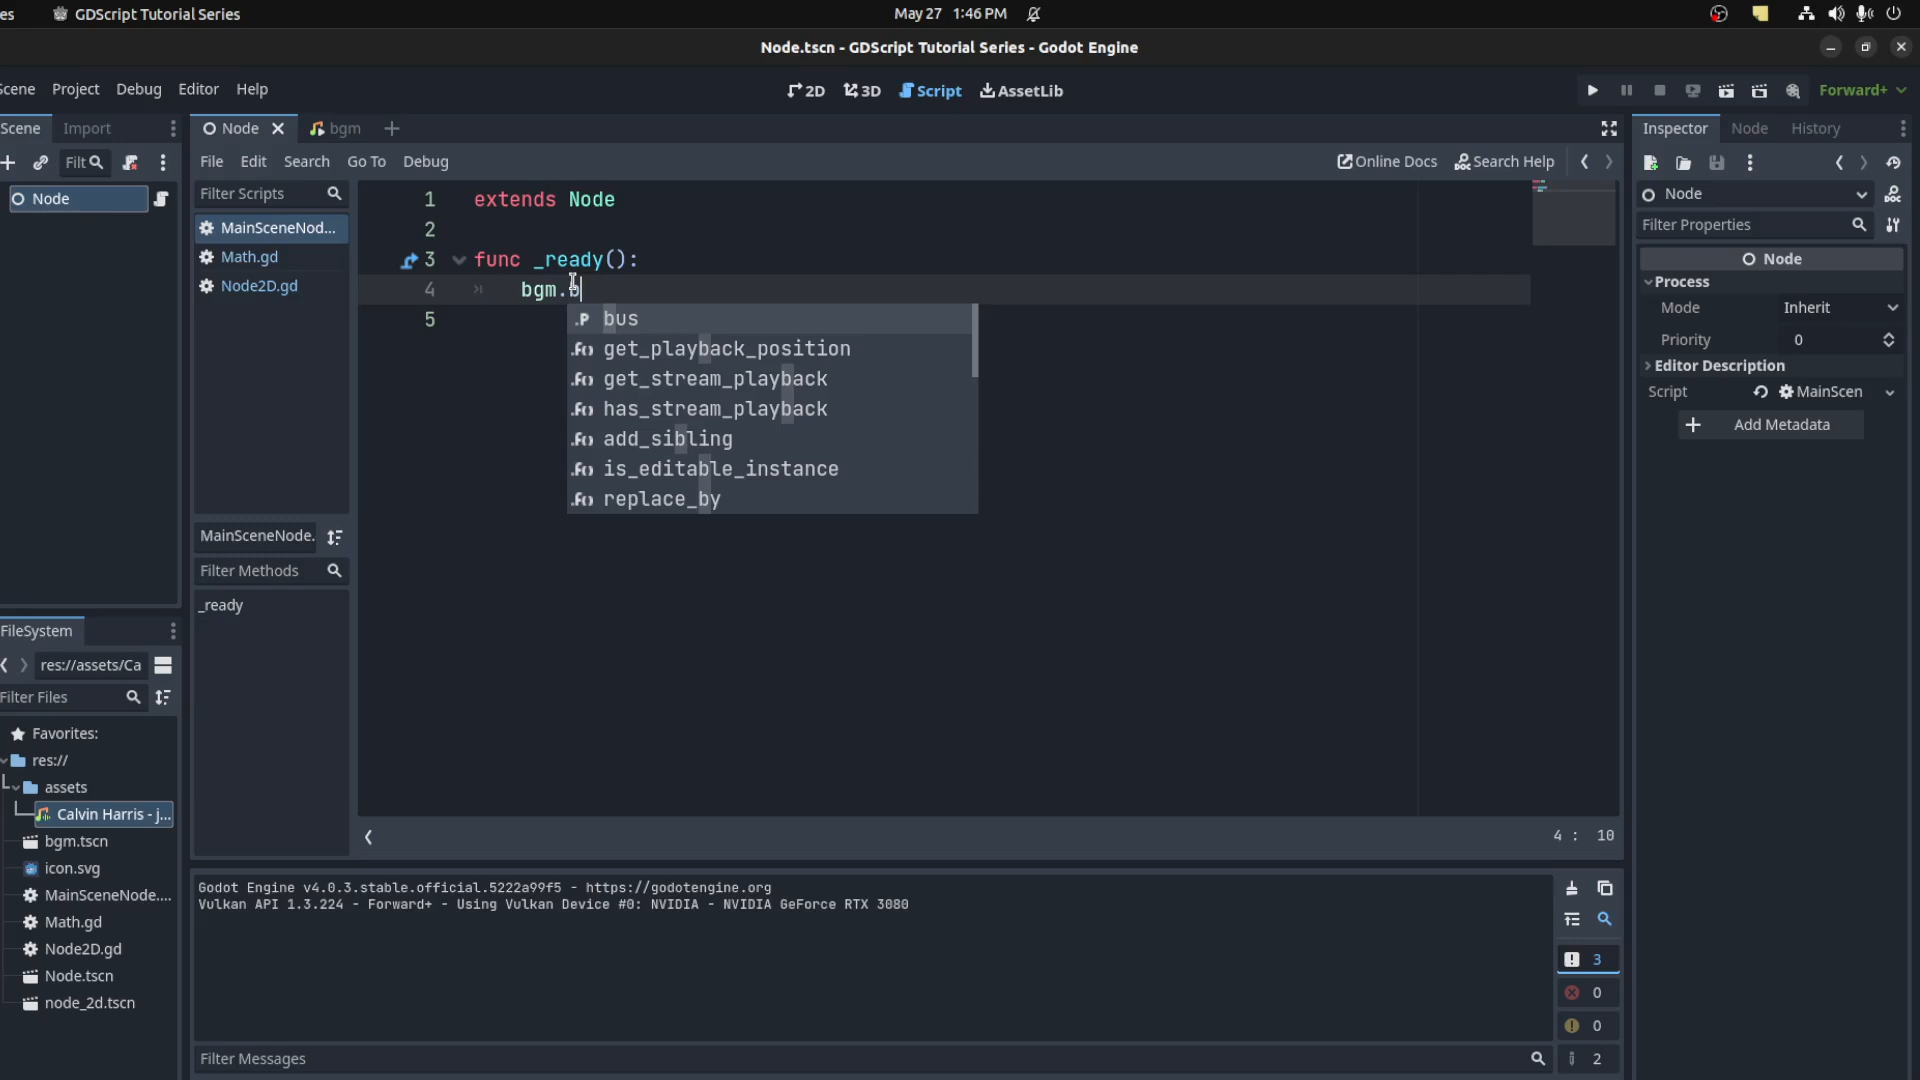 es GDScript Tutorial Series May 27 1:46 PM
Node.tscn - GDScript Tutorial Series - Godot Engine
Scene Project Debug Editor Help 2D 3D Script AssetLib Forward+
Scene Import Node bgm Inspector Node History
Filt File Edit Search Go To Debug Online Docs Search Help
Node Filter Scripts Node
MainSceneNod... Filter Properties
Math.gd Node
Node2D.gd Process
1 extends Node Mode Inherit
2 Priority 0
3 func _ready(): Editor Description
4 bgm.b Script MainScen
5 Add Metadata
.P bus
.F() get_playback_position
.F() get_stream_playback
.F() has_stream_playback
.F() add_sibling
.F() is_editable_instance
.F() replace_by
MainSceneNode.
Filter Methods
_ready
4 : 10
FileSystem
res://assets/Ca
Filter Files
Favorites:
res://
assets
Calvin Harris - j...
bgm.tscn
icon.svg
MainSceneNode....
Math.gd
Node2D.gd
Node.tscn
node_2d.tscn
Godot Engine v4.0.3.stable.official.5222a99f5 - https://godotengine.org
Vulkan API 1.3.224 - Forward+ - Using Vulkan Device #0: NVIDIA - NVIDIA GeForce RTX 3080
3
0
0
2
Filter Messages